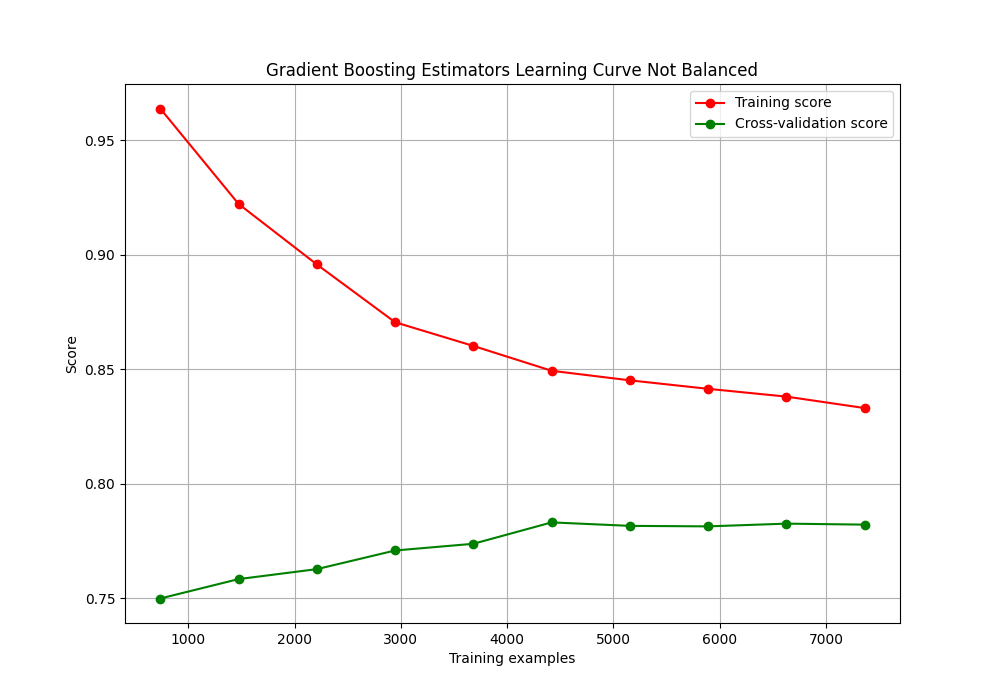 Gradient Boosting Estimators Learning Curve Not Balanced
Training score
Cross-validation score
0.95
0.90
0.85
0.80
0.75
Score
1000 2000 3000 4000 5000 6000 7000
Training examples